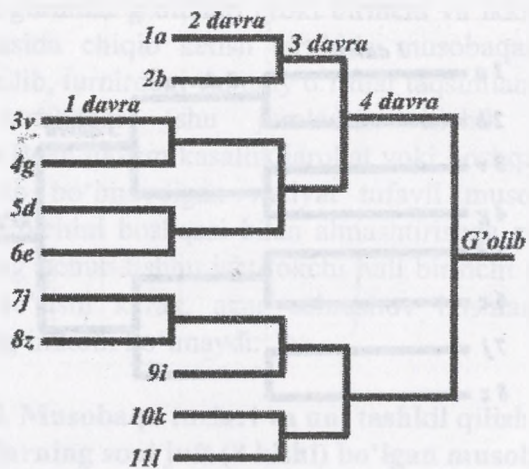 2 davra
1a
3 davra
2b
1 davra
4 davra
3v
4g
5d
G'olib
6e
7j
8z
9i
10k
11l